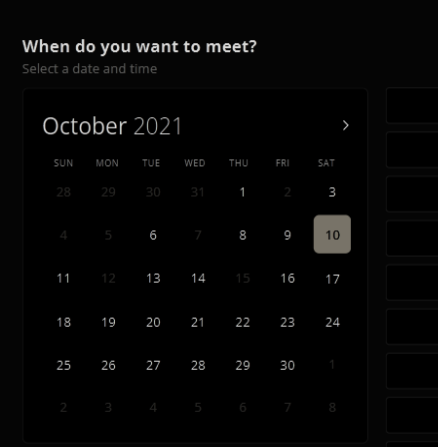 When do you want to meet?
Select a date and time
October 2021 >
SUN MON TUE WED THU FRI SAT
28 29 30 31 1 2 3
4 5 6 7 8 9 10
11 12 13 14 15 16 17
18 19 20 21 22 23 24
25 26 27 28 29 30 1
2 3 4 5 6 7 8